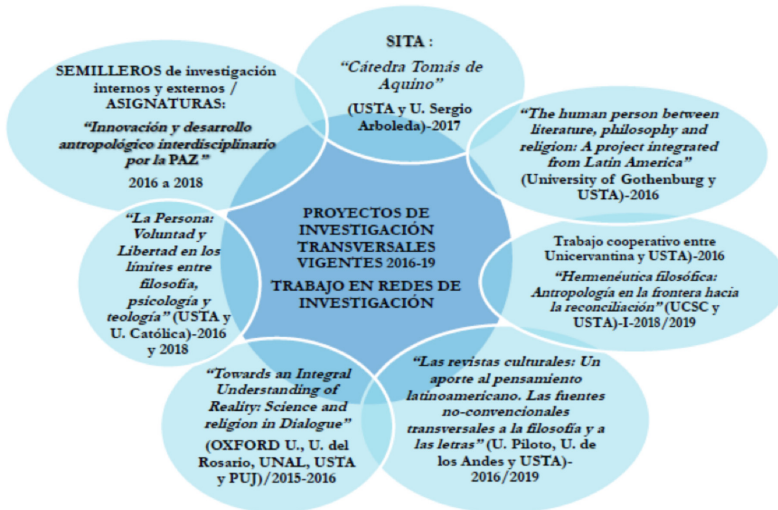 SITA :
“Cátedra Tomás de
Aquino”
(USTA y U. Sergio
Arboleda)-2017
SEMILLEROS de investigación
internos y externos /
ASIGNATURAS:
“Innovación y desarrollo
antropológico interdisciplinario
por la PAZ”
2016 a 2018
“The human person between
literature, philosophy and
religion: A project integrated
from Latin America”
(University of Gothenburg y
USTA)-2016
PROYECTOS DE
INVESTIGACIÓN
TRANSVERSALES
VIGENTES 2016-19
TRABAJO EN REDES DE
INVESTIGACIÓN
“La Persona:
Voluntad y
Libertad en los
límites entre
filosofía,
psicología y
teología” (USTA y
U. Católica)-2016
y 2018
Trabajo cooperativo entre
Unicervantina y USTA)-2016
“Hermenéutica filosófica:
Antropología en la frontera hacia
la reconciliación” (UCSC y
USTA)-I-2018/2019
“Towards an Integral
Understanding of
Reality: Science and
religion in Dialogue”
(OXFORD U., U. del
Rosario, UNAL, USTA
y PUJ)/2015-2016
“Las revistas culturales: Un
aporte al pensamiento
latinoamericano. Las fuentes
no-convencionales
transversales a la filosofía y a
las letras” (U. Piloto, U. de
los Andes y USTA)-
2016/2019